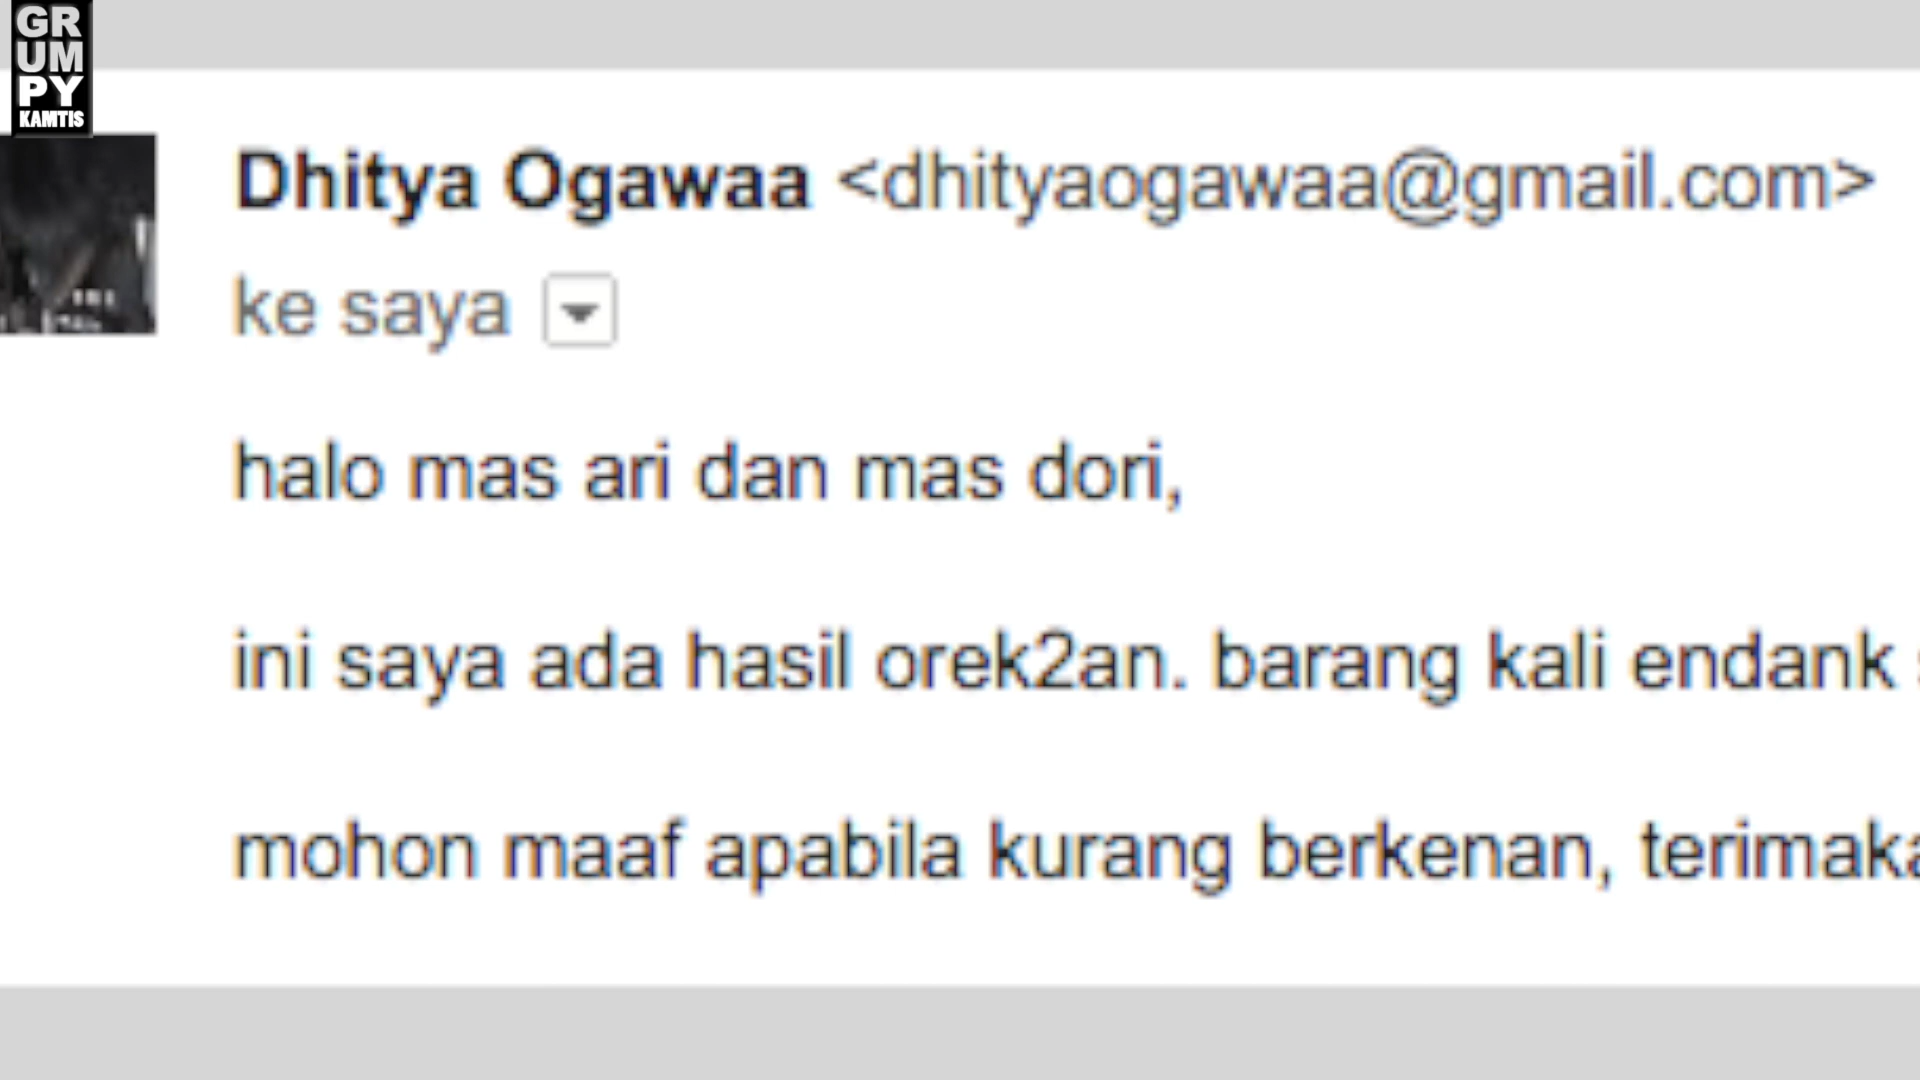 GR
UM
PY
KAMTIS
Dhitya Ogawaa <dhityaogawaa@gmail.com>
ke saya
halo mas ari dan mas dori,
ini saya ada hasil orek2an. barang kali endank
mohon maaf apabila kurang berkenan, terimaka